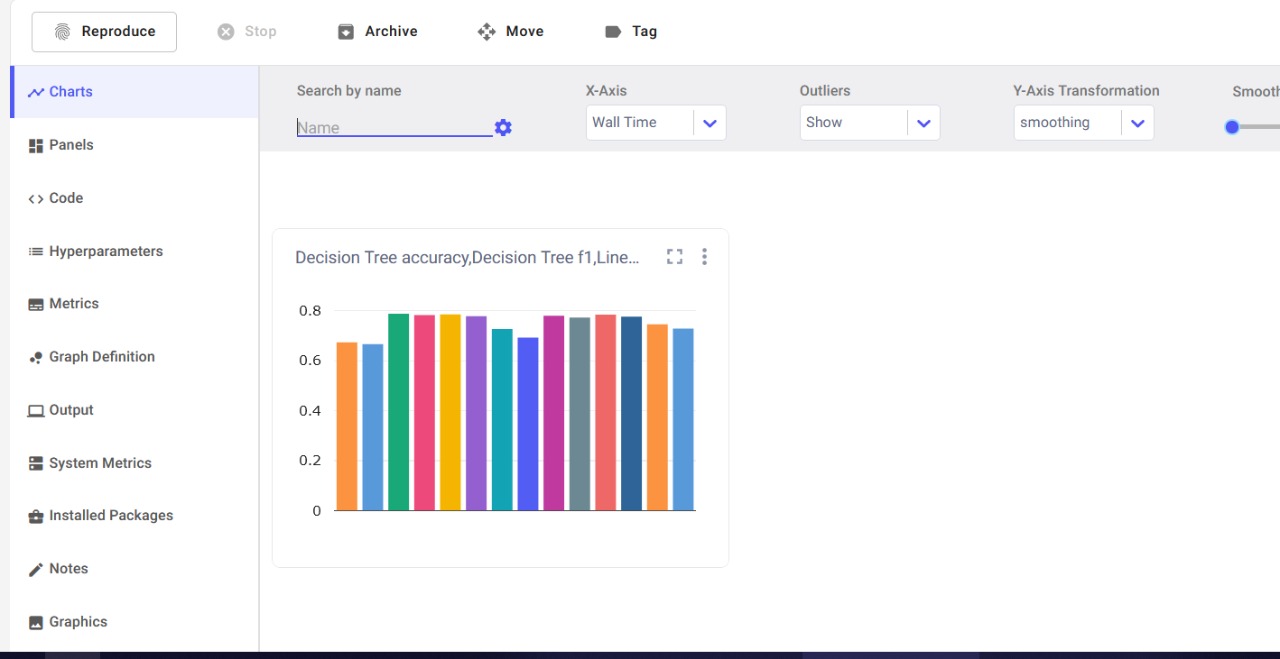 Reproduce Stop Archive Move Tag
Charts
Panels
Code
Hyperparameters
Metrics
Graph Definition
Output
System Metrics
Installed Packages
Notes
Graphics
Search by name X-Axis Outliers Y-Axis Transformation Smooth
Name Wall Time Show smoothing
Decision Tree accuracy,Decision Tree f1,Line...
0.8
0.6
0.4
0.2
0